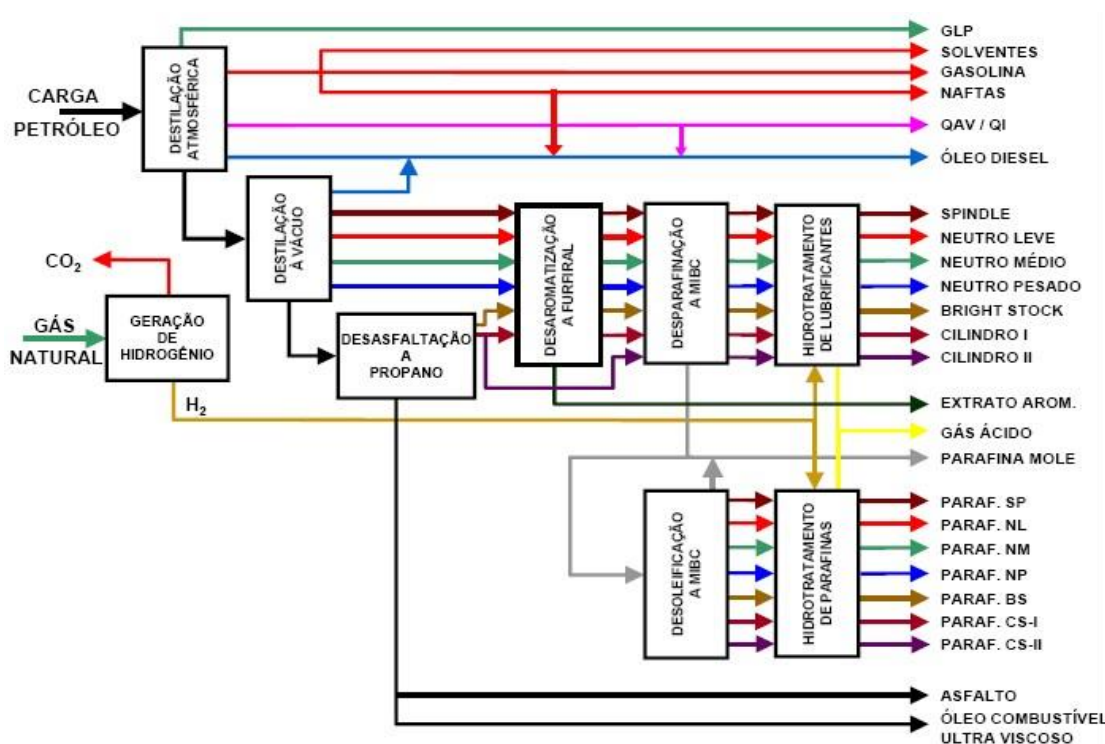 GLP
SOLVENTES
GASOLINA
NAFTAS
QAV / QI
ÓLEO DIESEL
CARGA
PETRÓLEO
DESTILAÇÃO
ATMOSFÉRICA
DESTILAÇÃO
À VÁCUO
CO2
GÁS
NATURAL
GERAÇÃO
DE
HIDROGÊNIO
H2
DESASFALTAÇÃO
A
PROPANO
DESAROMATIZAÇÃO
A FURFIRAL
DESPARAFINAÇÃO
A MIBC
HIDROTRATAMENTO
DE LUBRIFICANTES
SPINDLE
NEUTRO LEVE
NEUTRO MÉDIO
NEUTRO PESADO
BRIGHT STOCK
CILINDRO I
CILINDRO II
EXTRATO AROM.
GÁS ÁCIDO
PARAFINA MOLE
DESOLEIFICAÇÃO
A MIBC
HIDROTRATAMENTO
DE PARAFINAS
PARAF. SP
PARAF. NL
PARAF. NM
PARAF. NP
PARAF. BS
PARAF. CS-I
PARAF. CS-II
ASFALTO
ÓLEO COMBUSTÍVEL
ULTRA VISCOSO